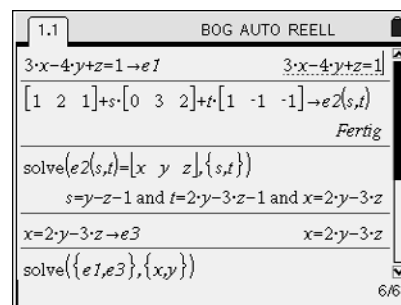 1.1 BOG AUTO REELL
3·x−4·y+z=1→e1 3·x−4·y+z=1
[1 2 1]+s·[0 3 2]+t·[1 -1 -1]→e2(s,t)
Fertig
solve(e2(s,t)=[x y z],{s,t})
s=y−z−1 and t=2·y−3·z−1 and x=2·y−3·z
x=2·y−3·z→e3 x=2·y−3·z
solve({e1,e3},{x,y})
6/6